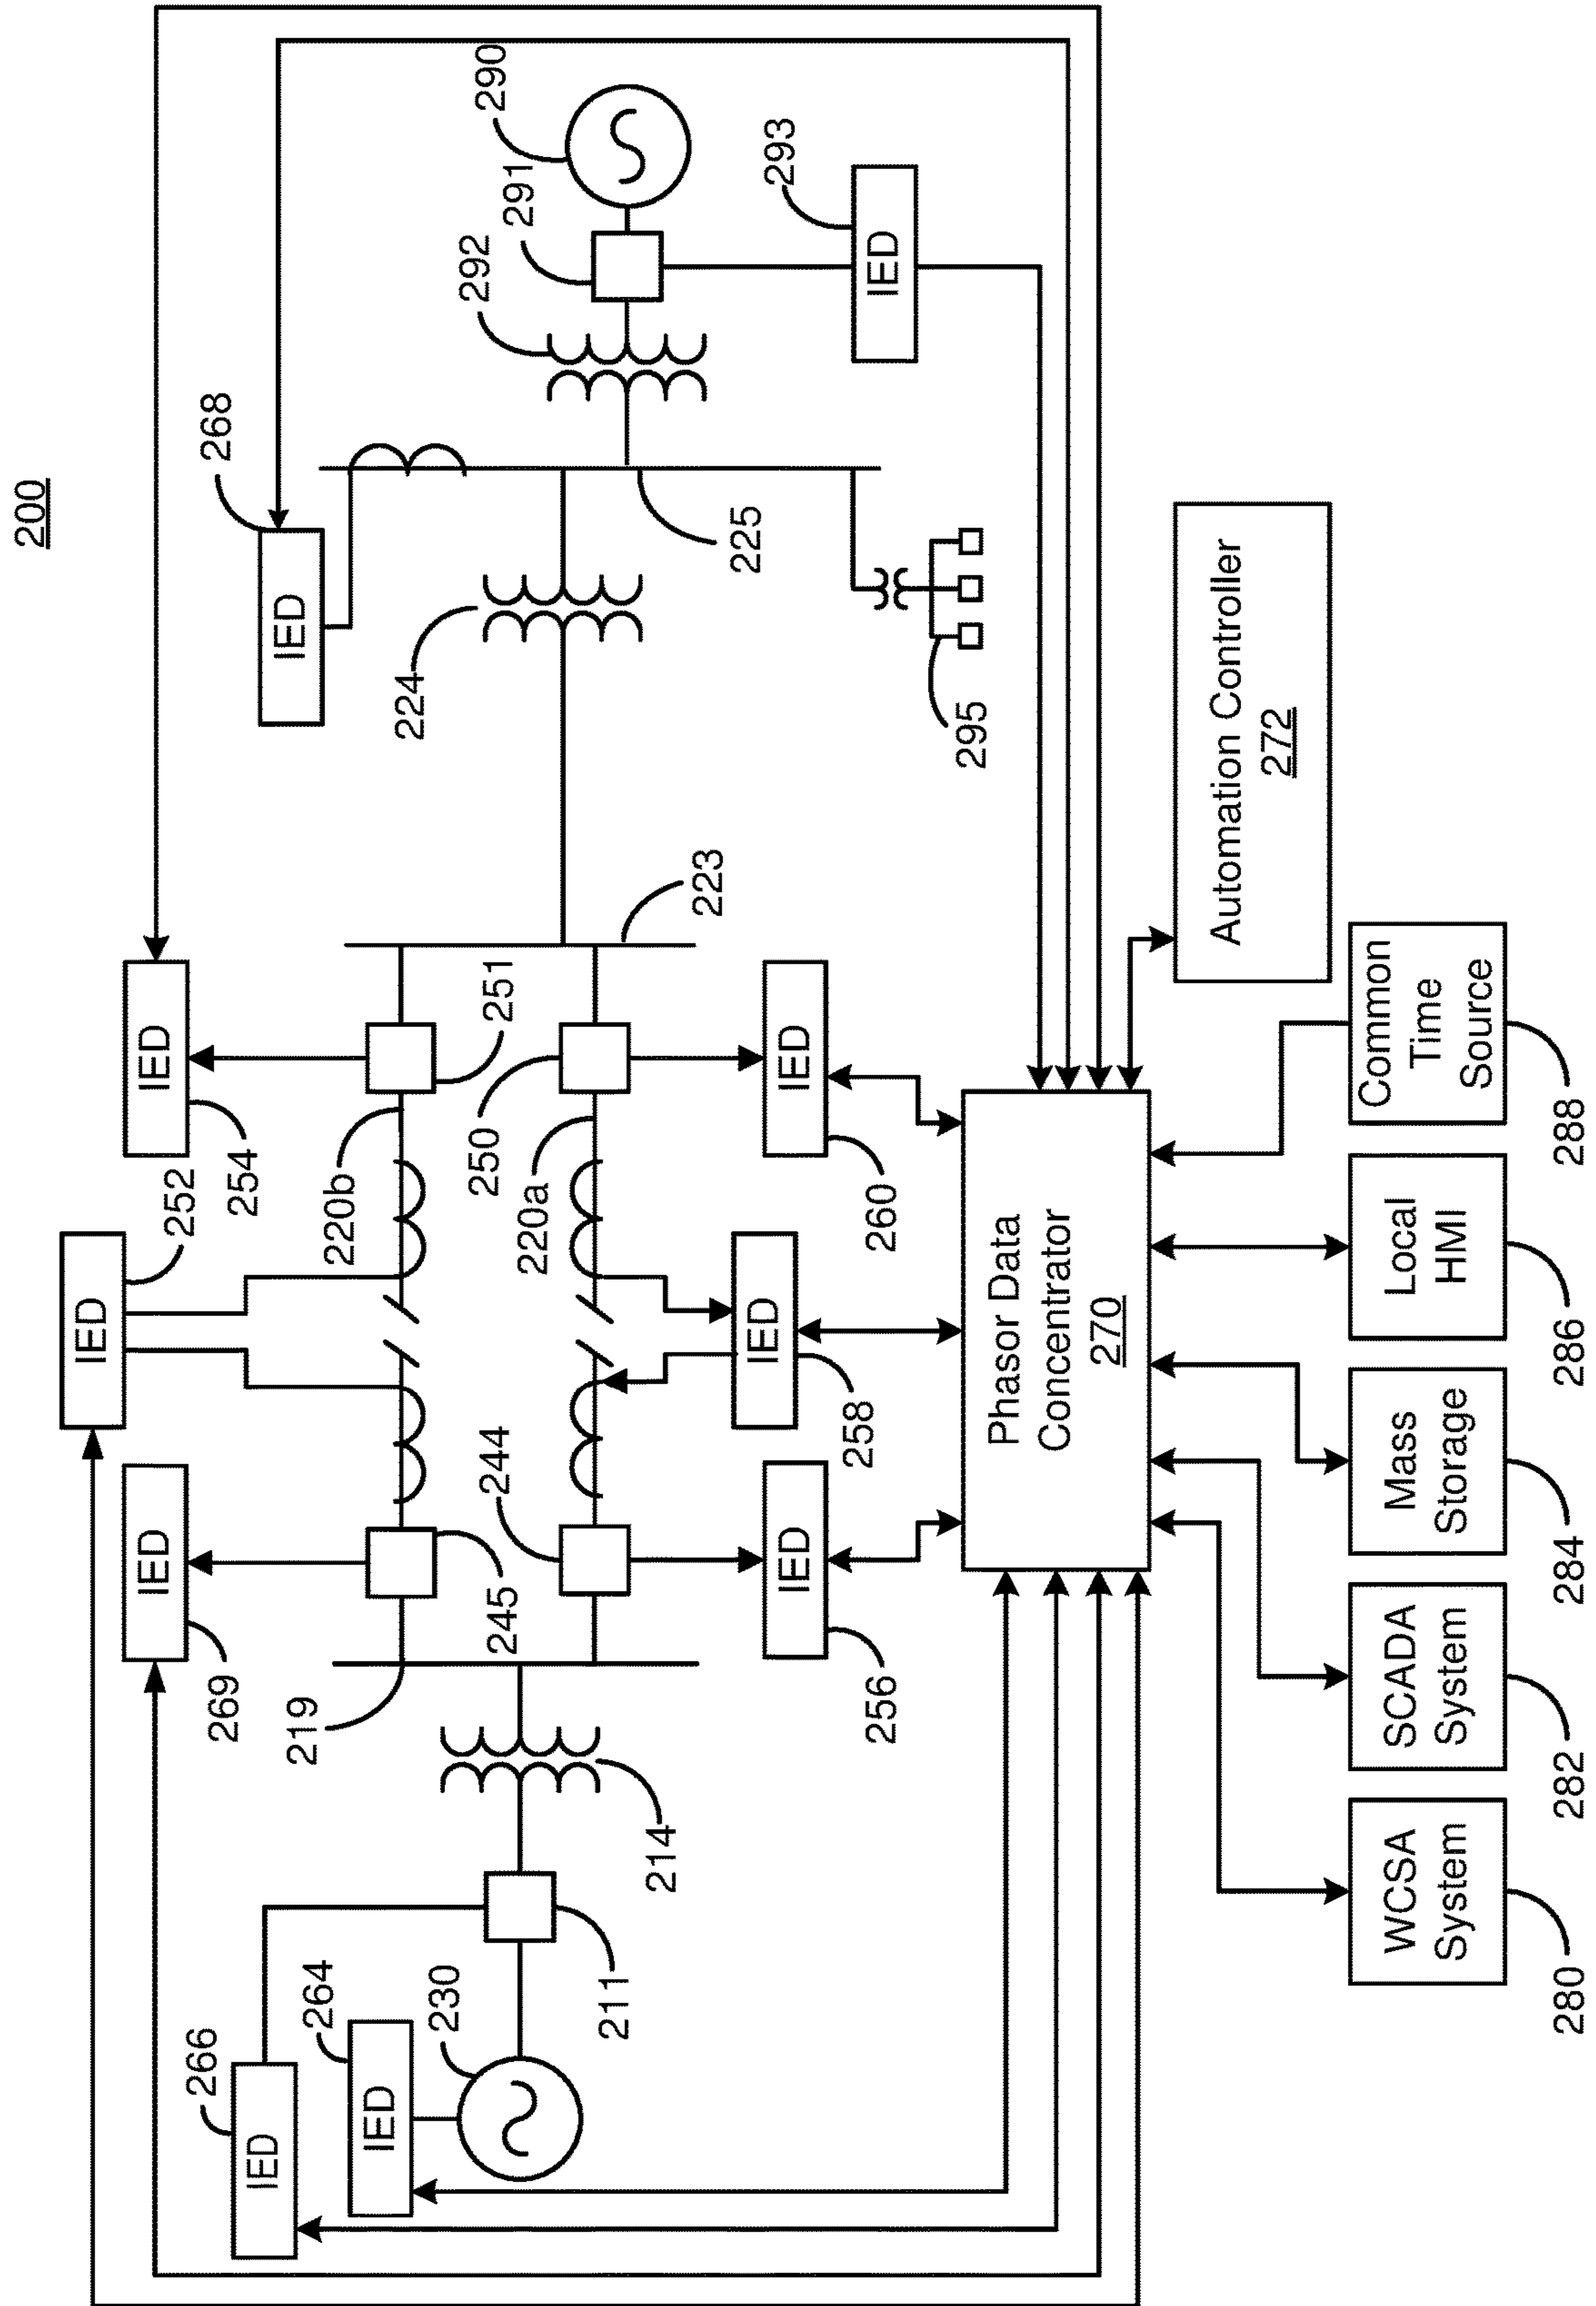 200
IED
252
IED
269
IED
254
266
IED
268
IED
219
264
IED
220b
224
230
245
244
250
251
292
291
290
220a
211
214
223
225
293
IED
IED
258
IED
256
IED
260
IED
295
Phasor Data
Concentrator
270
Automation Controller
272
WCSA
System
280
SCADA
System
282
Mass
Storage
284
Local
HMI
286
Common
Time
Source
288